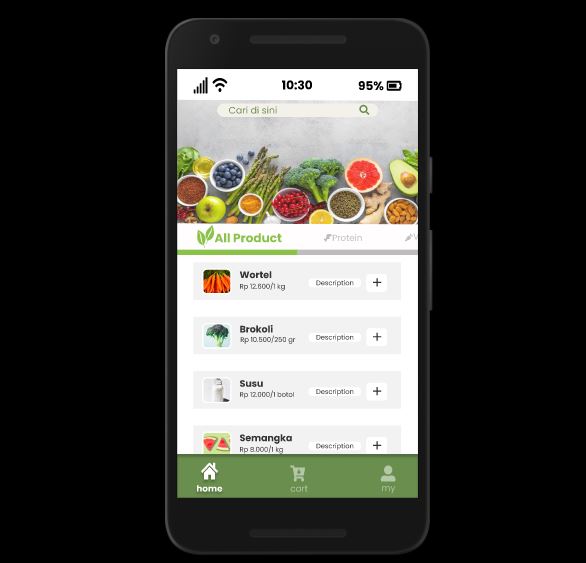 10:30
95%
Cari di sini
All Product
Protein
V
Wortel
Rp 12.500/1 kg
Description
+
Brokoli
Rp 10.500/250 gr
Description
+
Susu
Rp 12.000/1 botol
Description
+
Semangka
Rp 8.000/1 kg
Description
+
home
cart
my